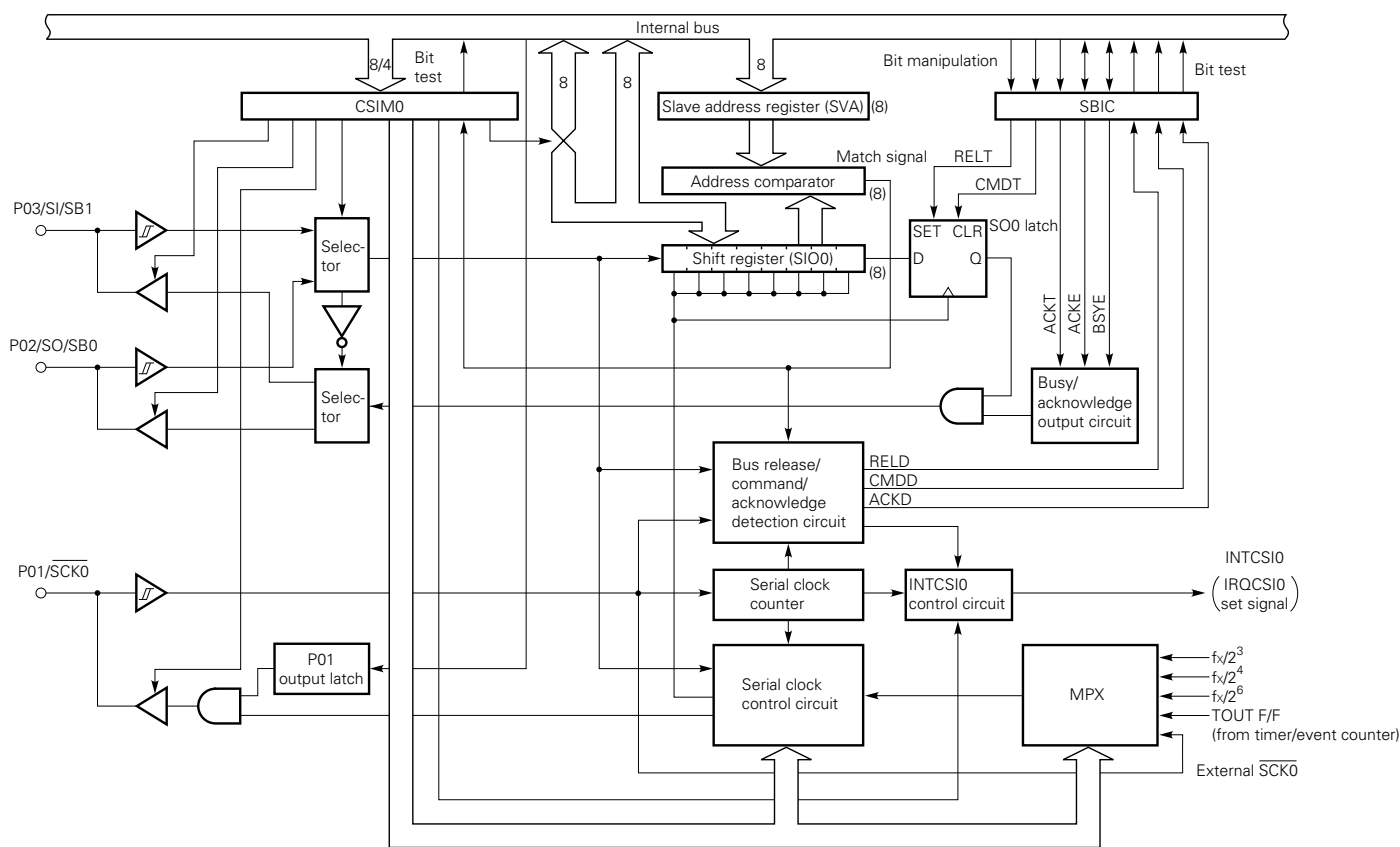 Internal bus
8/4
Bit
test
8
8
8
Bit manipulation
Bit test
CSIM0
Slave address register (SVA)
(8)
SBIC
Match signal
RELT
Address comparator
(8)
CMDT
P03/SI/SB1
SET CLR
SO0 latch
Selec-
tor
Shift register (SIO0)
(8)
D
Q
ACKT
ACKE
BSYE
P02/SO/SB0
Selec-
tor
Busy/
acknowledge
output circuit
Bus release/
command/
acknowledge
detection circuit
RELD
CMDD
ACKD
P01/SCK0
Serial clock
counter
INTCSI0
control circuit
INTCSI0
(IRQCSI0
set signal)
P01
output latch
Serial clock
control circuit
MPX
fX/2³
fX/2⁴
fX/2⁶
TOUT F/F
(from timer/event counter)
External SCK0